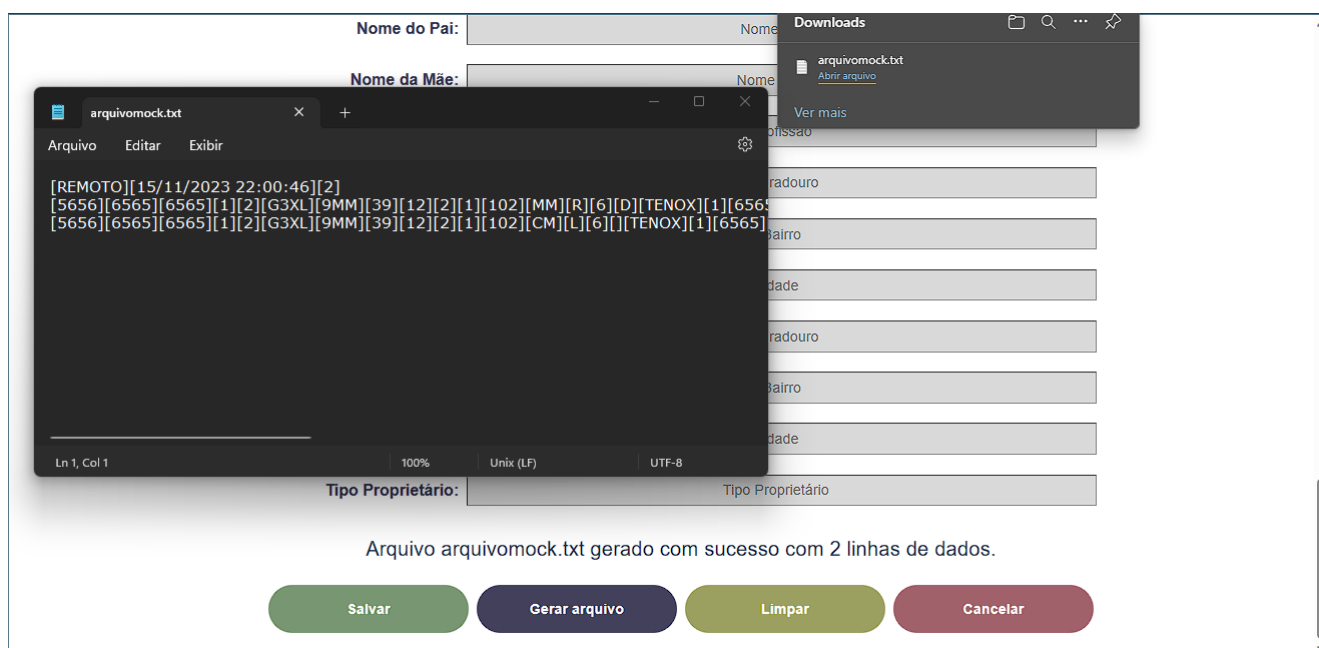 Nome do Pai:
Nome
Downloads
arquivomock.txt
Abrir arquivo
Ver mais
Nome da Mãe:
Nome
arquivomock.txt
Arquivo Editar Exibir
[REMOTO][15/11/2023 22:00:46][2]
[5656][6565][6565][1][2][G3XL][9MM][39][12][2][1][102][MM][R][6][D][TENOX][1][6565
[5656][6565][6565][1][2][G3XL][9MM][39][12][2][1][102][CM][L][6][][TENOX][1][6565]
Ln 1, Col 1 100% Unix (LF) UTF-8
ofissão
radouro
Bairro
dade
radouro
Bairro
dade
Tipo Proprietário:
Tipo Proprietário
Arquivo arquivomock.txt gerado com sucesso com 2 linhas de dados.
Salvar Gerar arquivo Limpar Cancelar